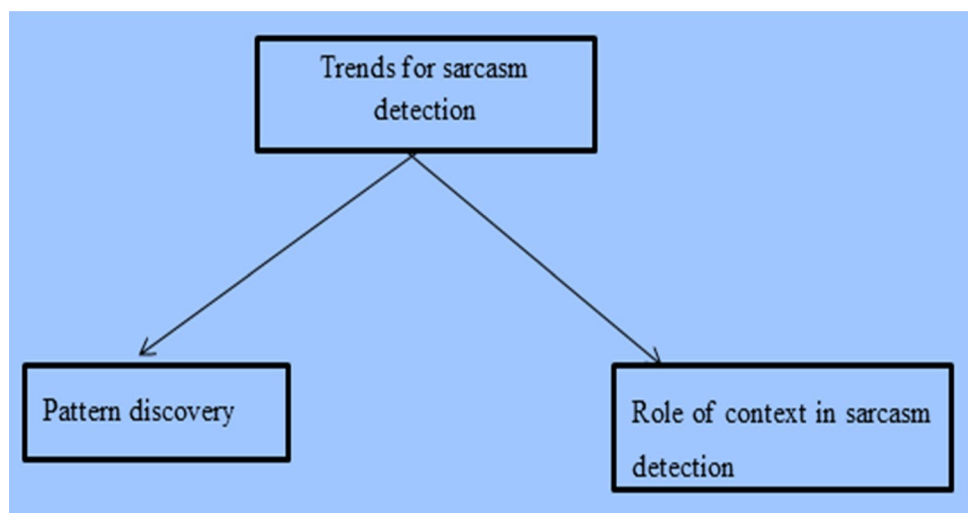 Trends for sarcasm
detection
Pattern discovery
Role of context in sarcasm
detection